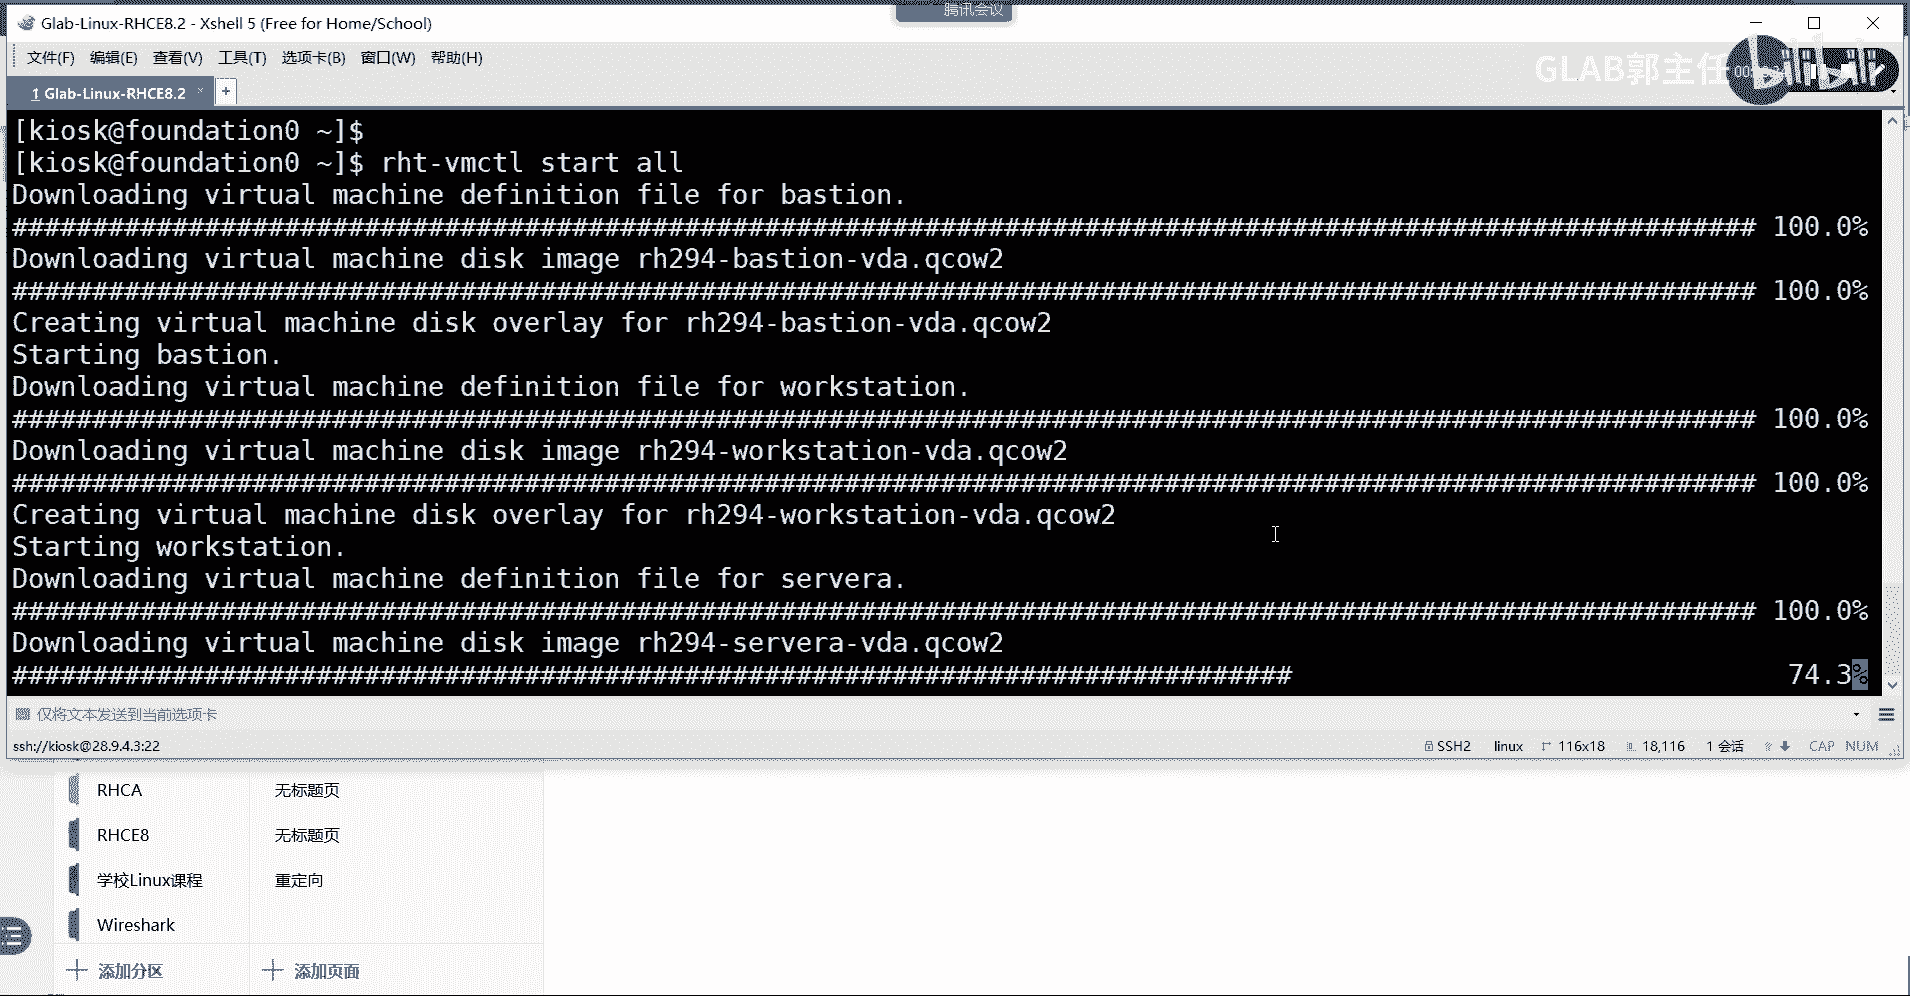 腾讯会议
Glab-Linux-RHCE8.2 - Xshell 5 (Free for Home/School)
文件(F) 编辑(E) 查看(V) 工具(T) 选项卡(B) 窗口(W) 帮助(H)
GLAB郭主任
bilibili
1 Glab-Linux-RHCE8.2 × +
[kiosk@foundation0 ~]$
[kiosk@foundation0 ~]$ rht-vmctl start all
Downloading virtual machine definition file for bastion.
############################################################################################################# 100.0%
Downloading virtual machine disk image rh294-bastion-vda.qcow2
############################################################################################################# 100.0%
Creating virtual machine disk overlay for rh294-bastion-vda.qcow2
Starting bastion.
Downloading virtual machine definition file for workstation.
############################################################################################################# 100.0%
Downloading virtual machine disk image rh294-workstation-vda.qcow2
############################################################################################################# 100.0%
Creating virtual machine disk overlay for rh294-workstation-vda.qcow2
Starting workstation.
Downloading virtual machine definition file for servera.
############################################################################################################# 100.0%
Downloading virtual machine disk image rh294-servera-vda.qcow2
################################################################################ 74.3%
仅将文本发送到当前选项卡
ssh://kiosk@28.9.4.3:22 SSH2 linux 116x18 18,116 1 会话 CAP NUM
RHCA 无标题页
RHCE8 无标题页
学校Linux课程 重定向
Wireshark
添加分区 添加页面